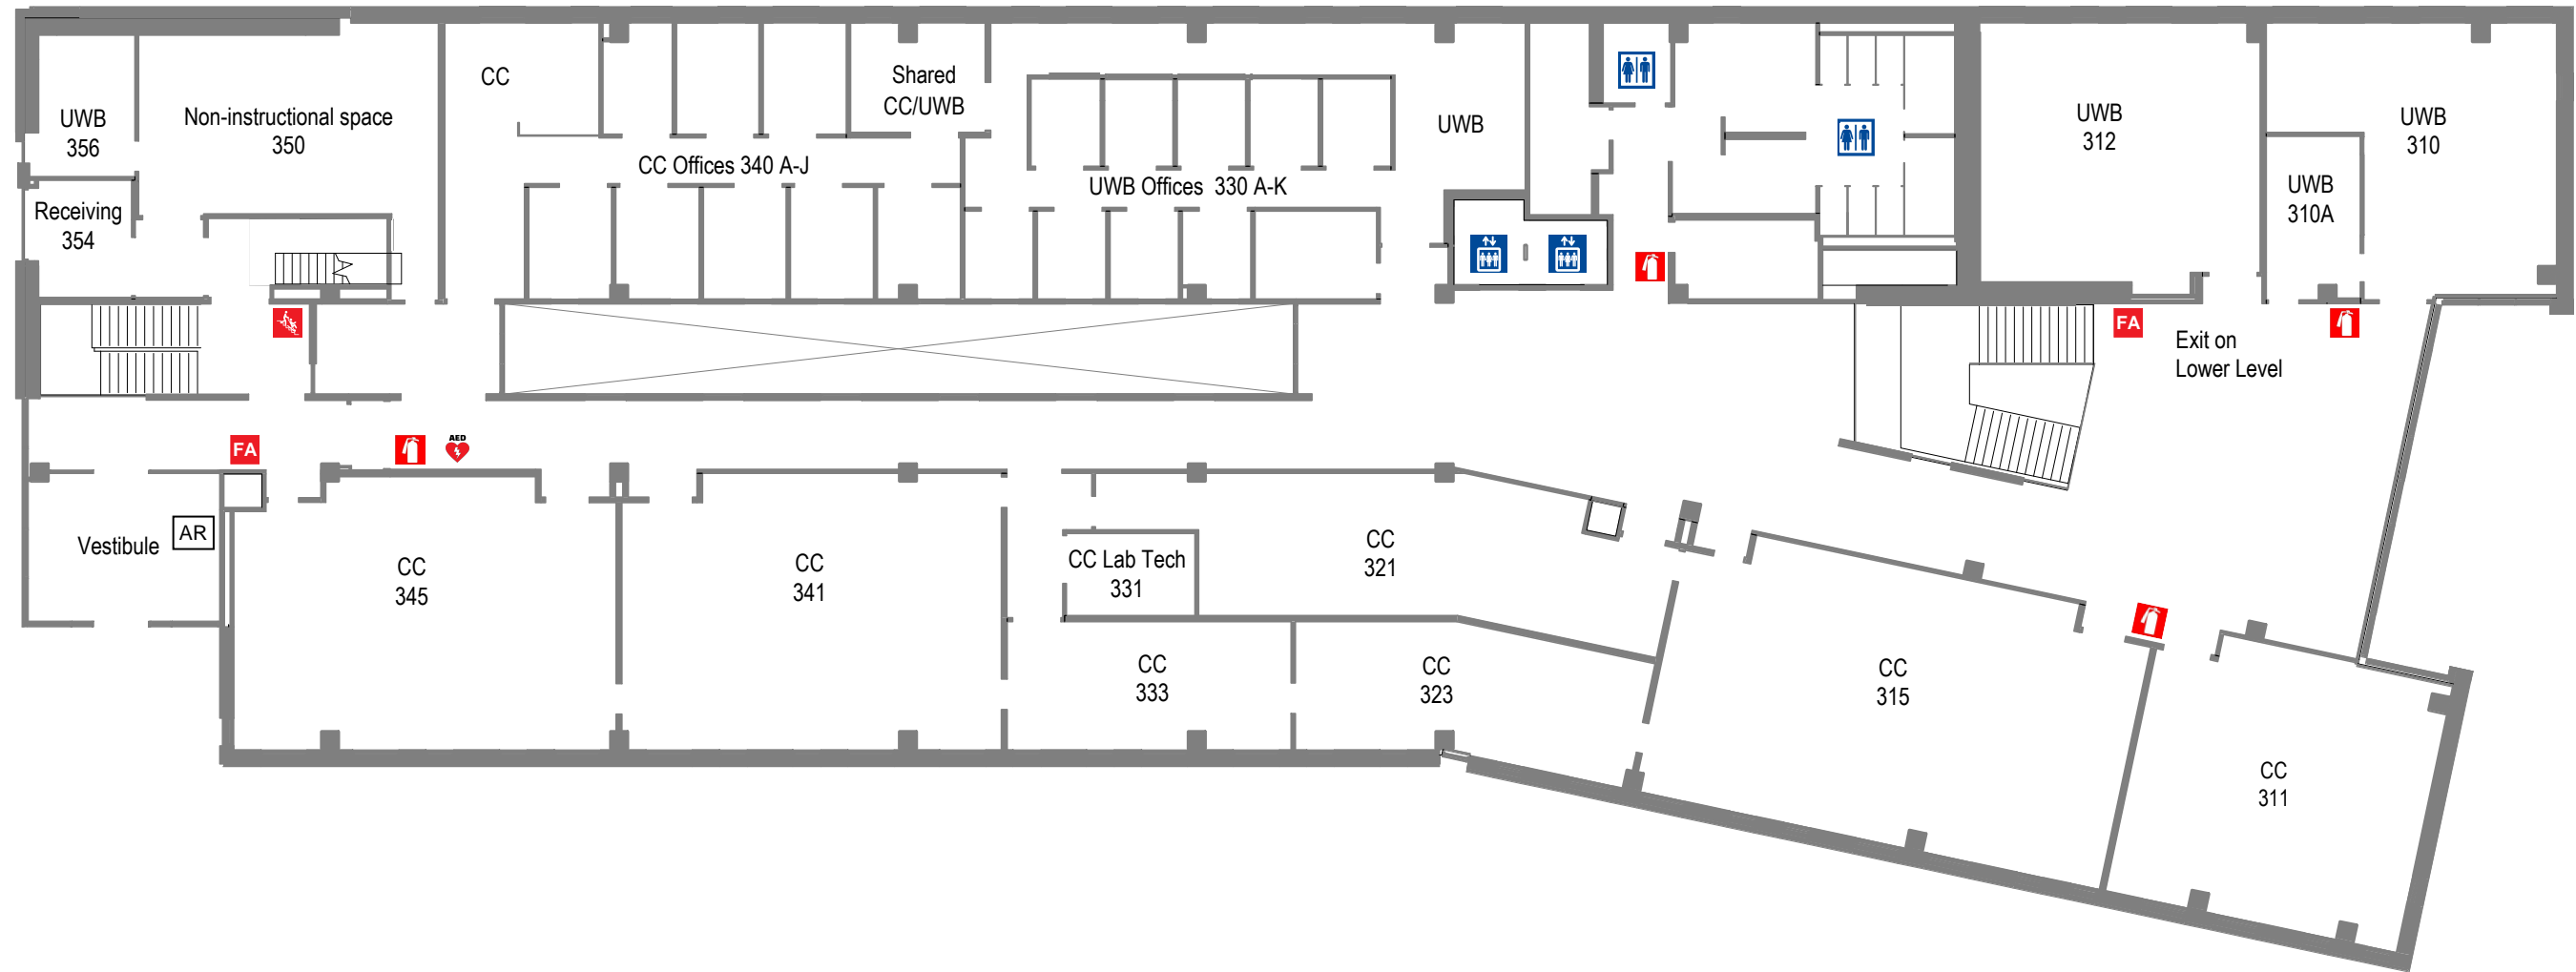 UWB
356
Non-instructional space
350
Receiving
354
CC
CC Offices 340 A-J
Shared
CC/UWB
UWB Offices  330 A-K
UWB
UWB
312
UWB
310
UWB
310A
FA
Exit on
Lower Level
FA
AED
Vestibule
AR
CC
345
CC
341
CC Lab Tech
331
CC
321
CC
333
CC
323
CC
315
CC
311